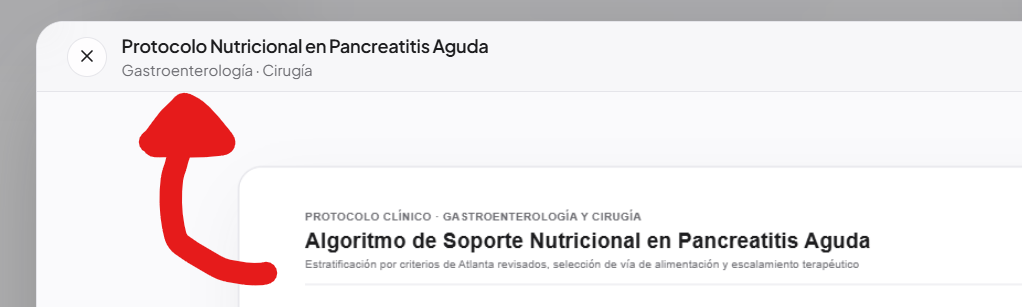 Protocolo Nutricional en Pancreatitis Aguda
Gastroenterología · Cirugía
PROTOCOLO CLÍNICO · GASTROENTEROLOGÍA Y CIRUGÍA
Algoritmo de Soporte Nutricional en Pancreatitis Aguda
Estratificación por criterios de Atlanta revisados, selección de vía de alimentación y escalamiento terapéutico